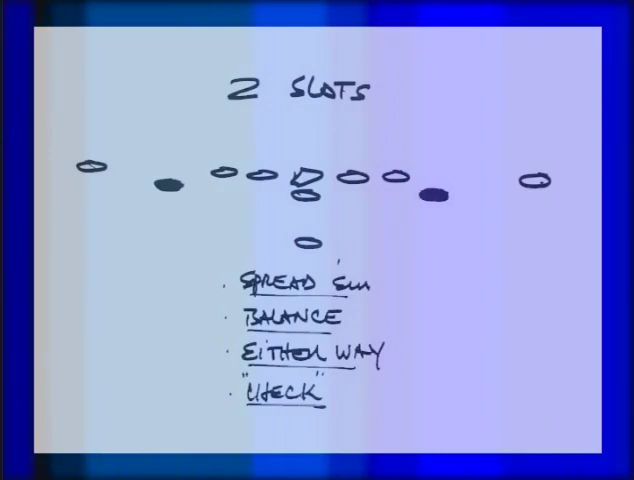 2 SLOTS
· SPREAD 'Em
· BALANCE
· EITHER WAY
· "CHECK"